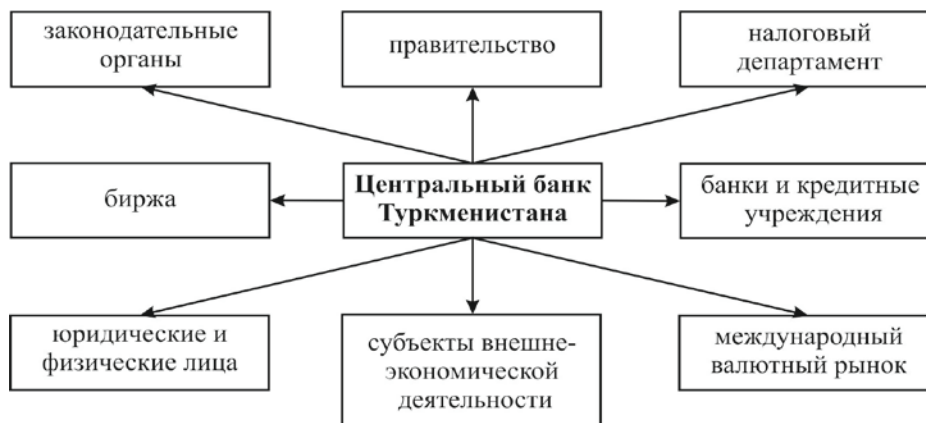 законодательные
органы
правительство
налоговый
департамент
биржа
Центральный банк
Туркменистана
банки и кредитные
учреждения
юридические и
физические лица
субъекты внешне-
экономической
деятельности
международный
валютный рынок